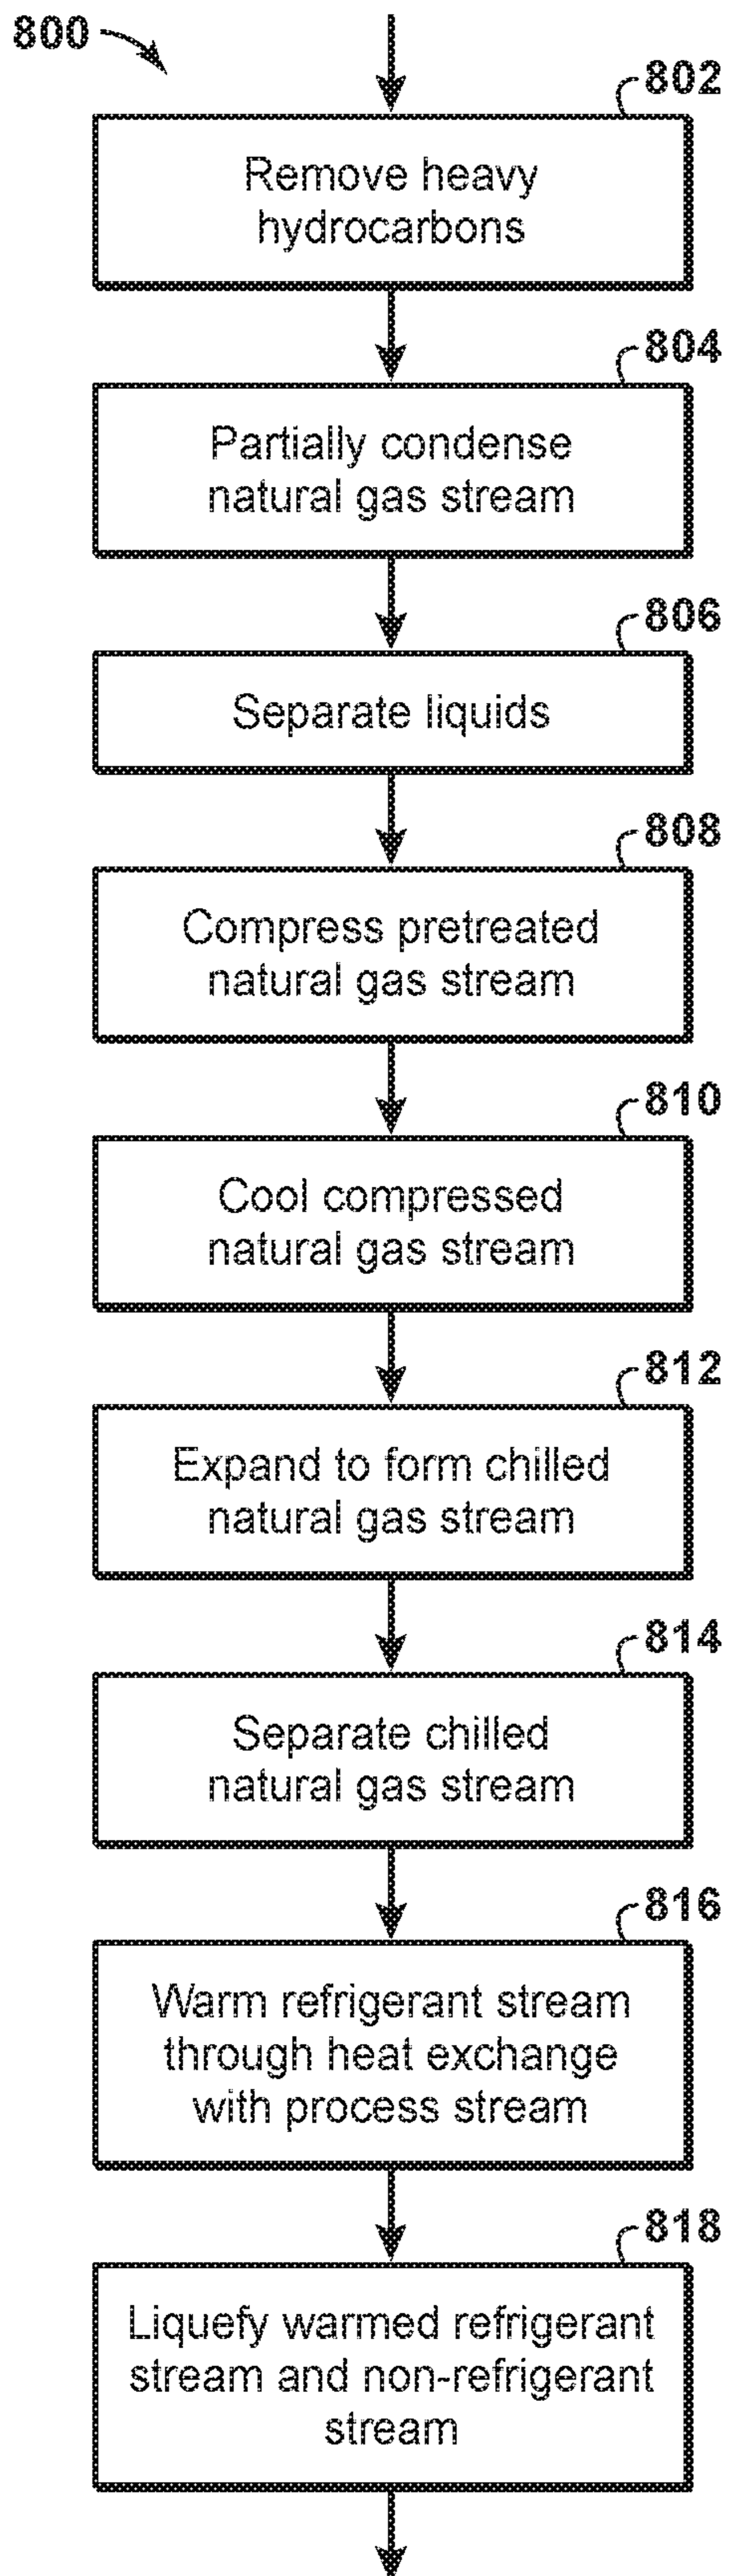 800
802
Remove heavy
hydrocarbons
804
Partially condense
natural gas stream
806
Separate liquids
808
Compress pretreated
natural gas stream
810
Cool compressed
natural gas stream
812
Expand to form chilled
natural gas stream
814
Separate chilled
natural gas stream
816
Warm refrigerant stream
through heat exchange
with process stream
818
Liquefy warmed refrigerant
stream and non-refrigerant
stream